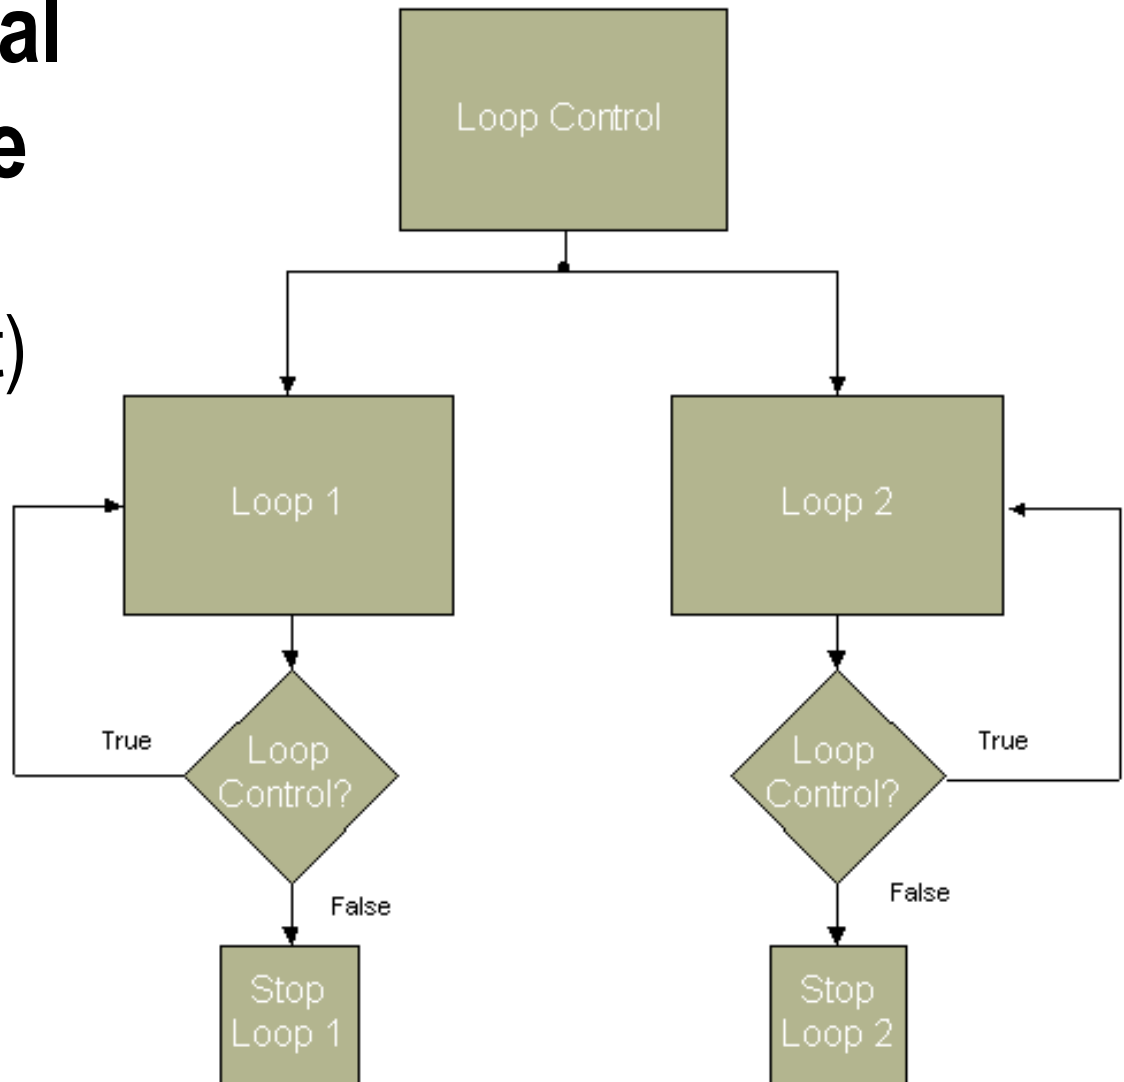 al
e
t)
Loop Control
Loop 1
Loop 2
Loop
Control?
True
False
Loop
Control?
True
False
Stop
Loop 1
Stop
Loop 2